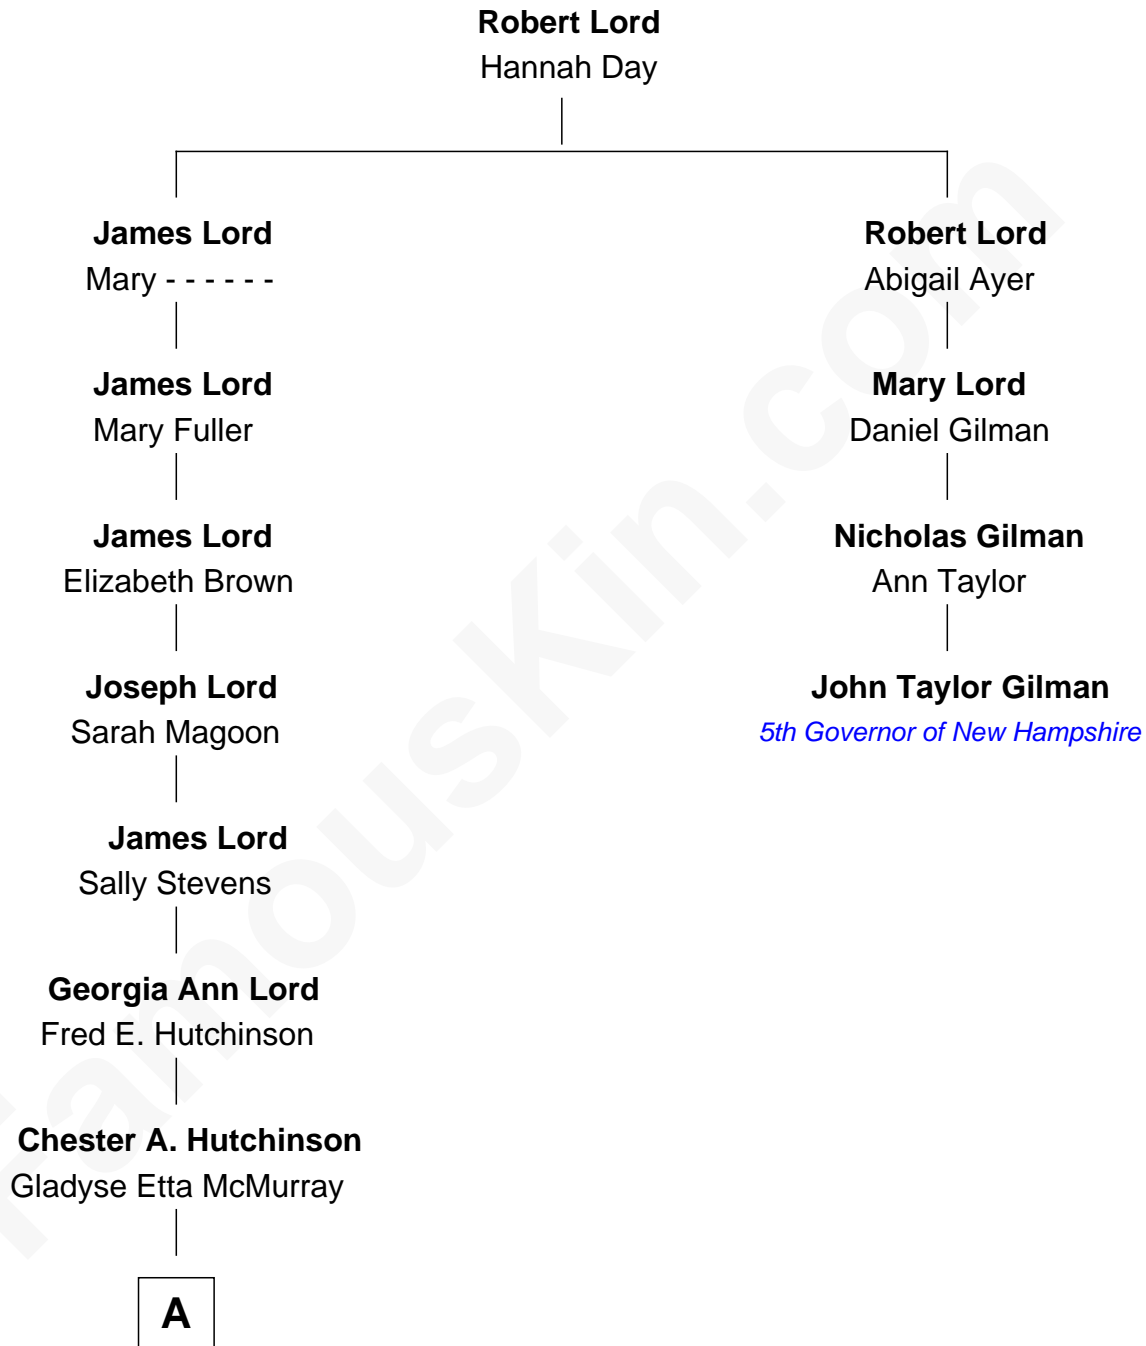 Robert Lord
Hannah Day
James Lord
Mary - - - - - -
Robert Lord
Abigail Ayer
James Lord
Mary Fuller
Mary Lord
Daniel Gilman
James Lord
Elizabeth Brown
Nicholas Gilman
Ann Taylor
Joseph Lord
Sarah Magoon
John Taylor Gilman
5th Governor of New Hampshire
James Lord
Sally Stevens
Georgia Ann Lord
Fred E. Hutchinson
Chester A. Hutchinson
Gladyse Etta McMurray
A
FamousKin.com